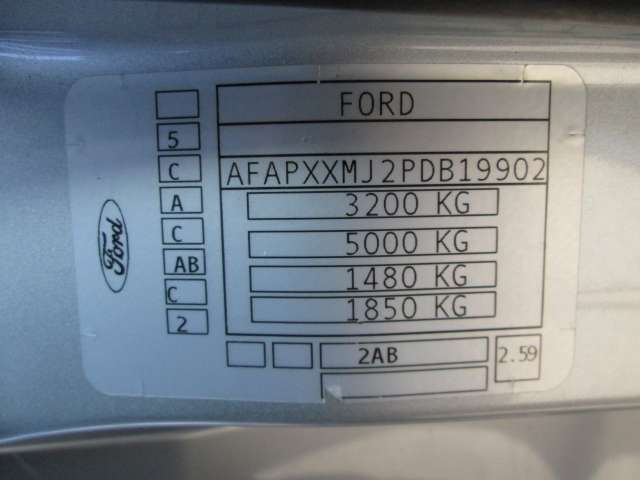 FORD
5
C AFAPXXMJ2PDB19902
A 3200 KG
C 5000 KG
AB 1480 KG
C 1850 KG
2
2AB 2.59
Ford